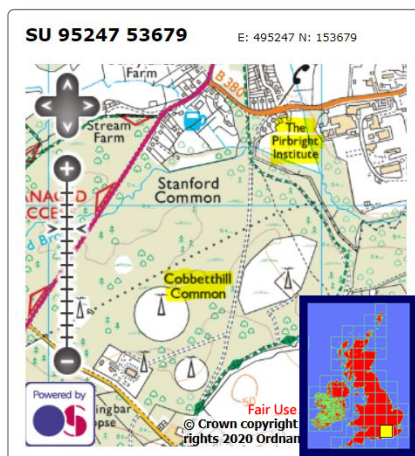 SU 95247 53679
E: 495247 N: 153679
Farm
B 380
Stream
Farm
The
Pirbright
Institute
Stanford
Common
Cobbetthill
Common
Powered by
OS
Fair Use
© Crown copyright
rights 2020 Ordnan